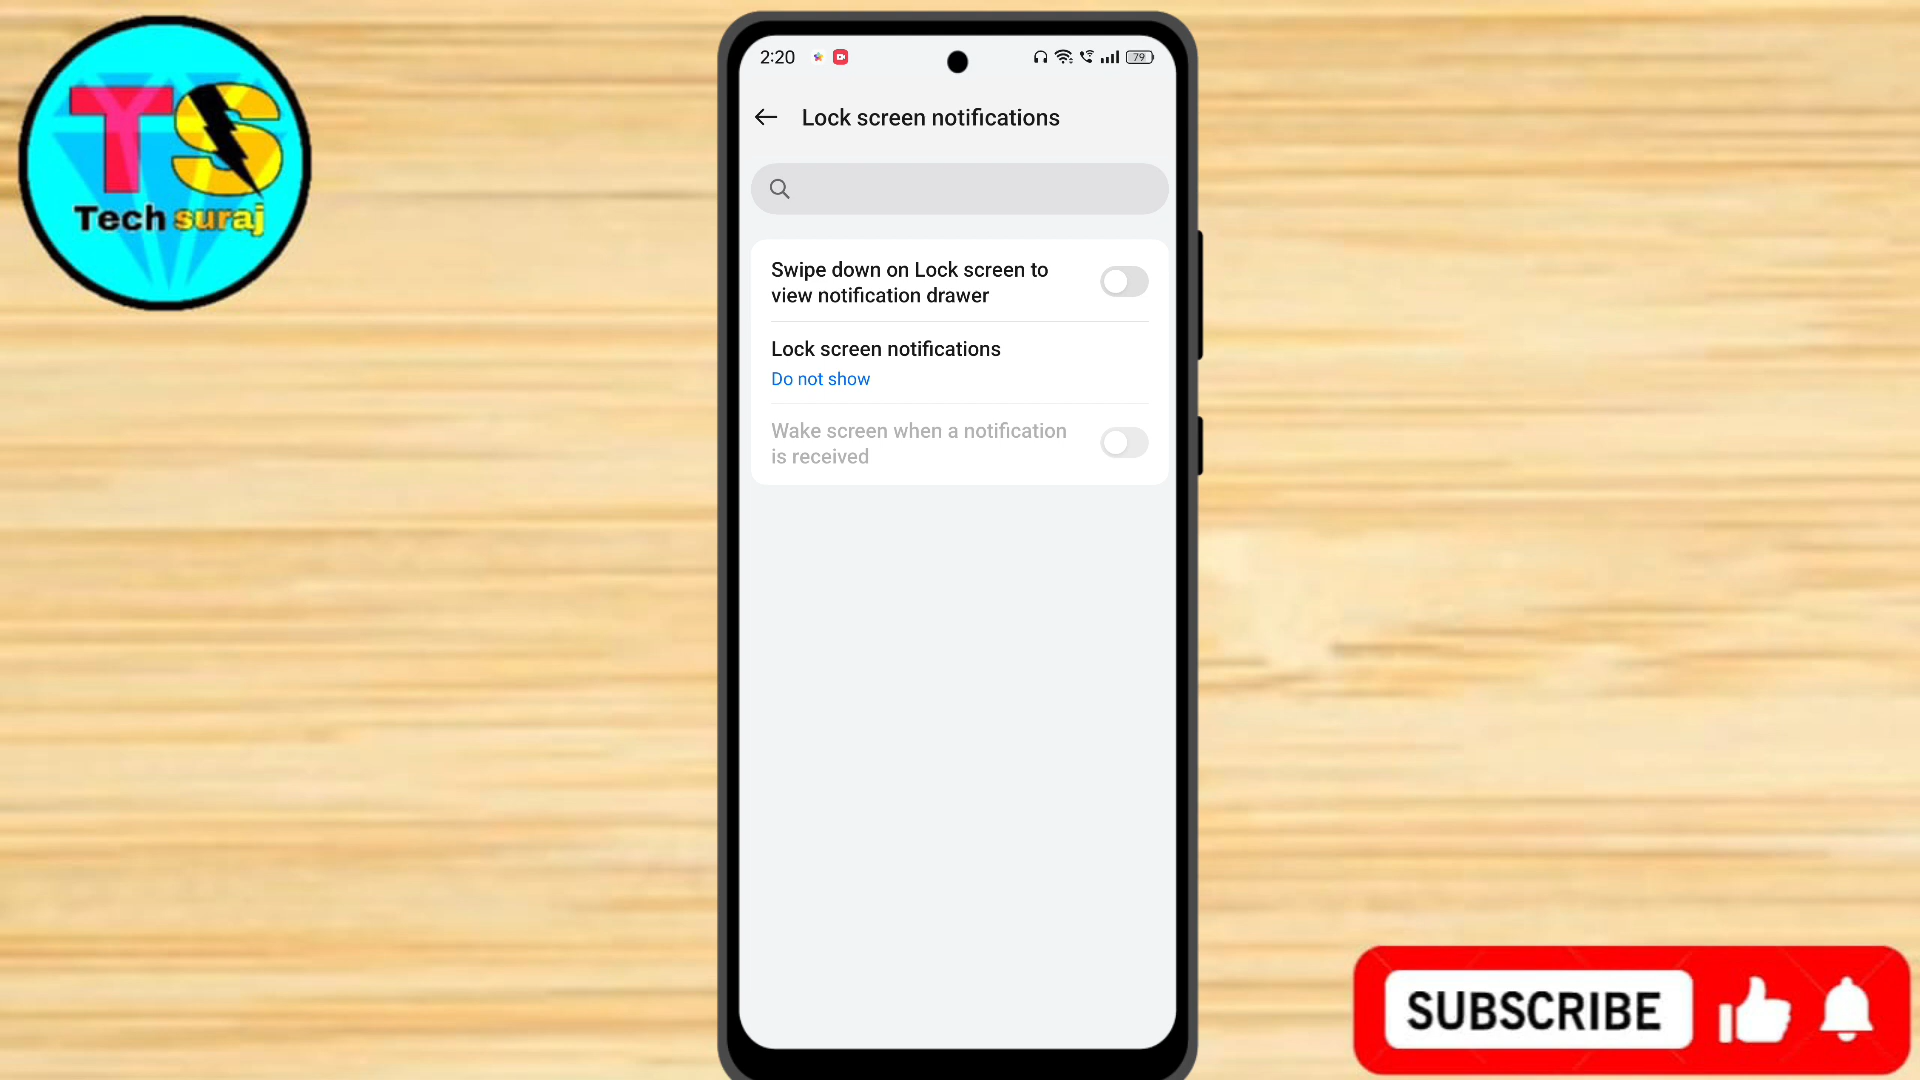 TS
Tech suraj
2:20
79
Lock screen notifications
Swipe down on Lock screen to
view notification drawer
Lock screen notifications
Do not show
Wake screen when a notification
is received
SUBSCRIBE